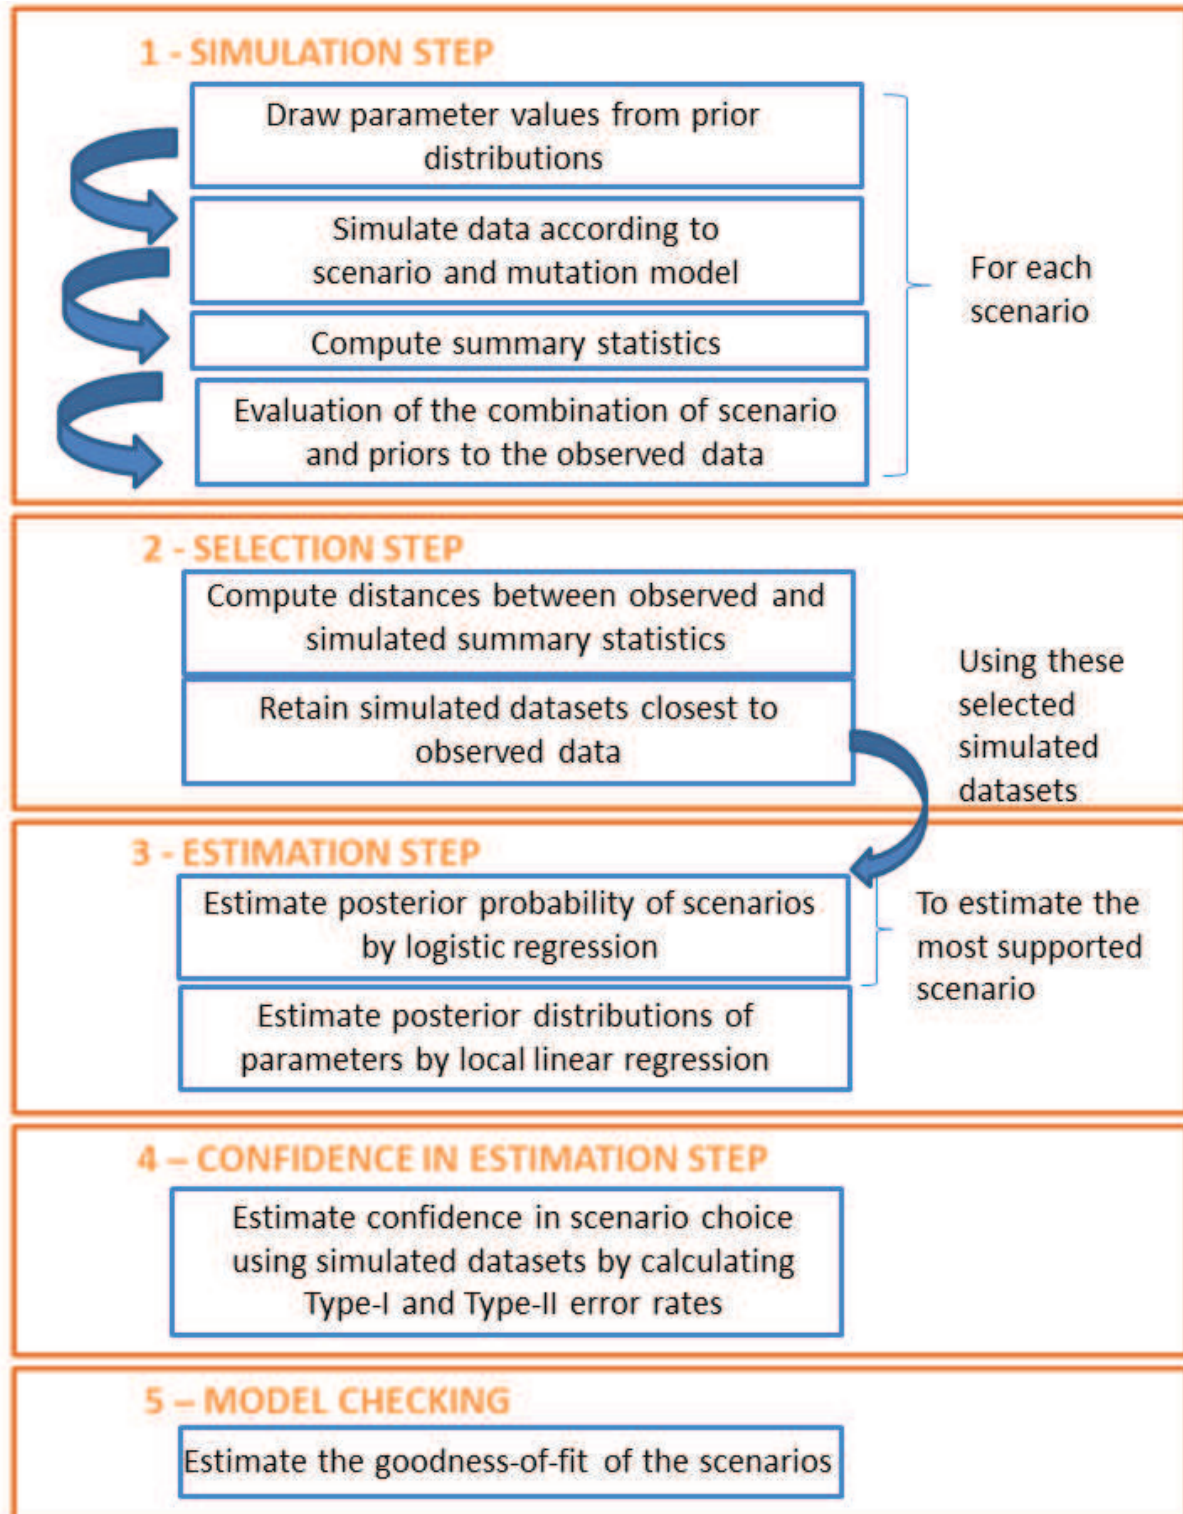 1 - SIMULATION STEP
Draw parameter values from prior
distributions
Simulate data according to
scenario and mutation model
Compute summary statistics
Evaluation of the combination of scenario
and priors to the observed data
For each
scenario
2 - SELECTION STEP
Compute distances between observed and
simulated summary statistics
Retain simulated datasets closest to
observed data
Using these
selected
simulated
datasets
3 - ESTIMATION STEP
Estimate posterior probability of scenarios
by logistic regression
To estimate the
most supported
scenario
Estimate posterior distributions of
parameters by local linear regression
4 – CONFIDENCE IN ESTIMATION STEP
Estimate confidence in scenario choice
using simulated datasets by calculating
Type-I and Type-II error rates
5 – MODEL CHECKING
Estimate the goodness-of-fit of the scenarios